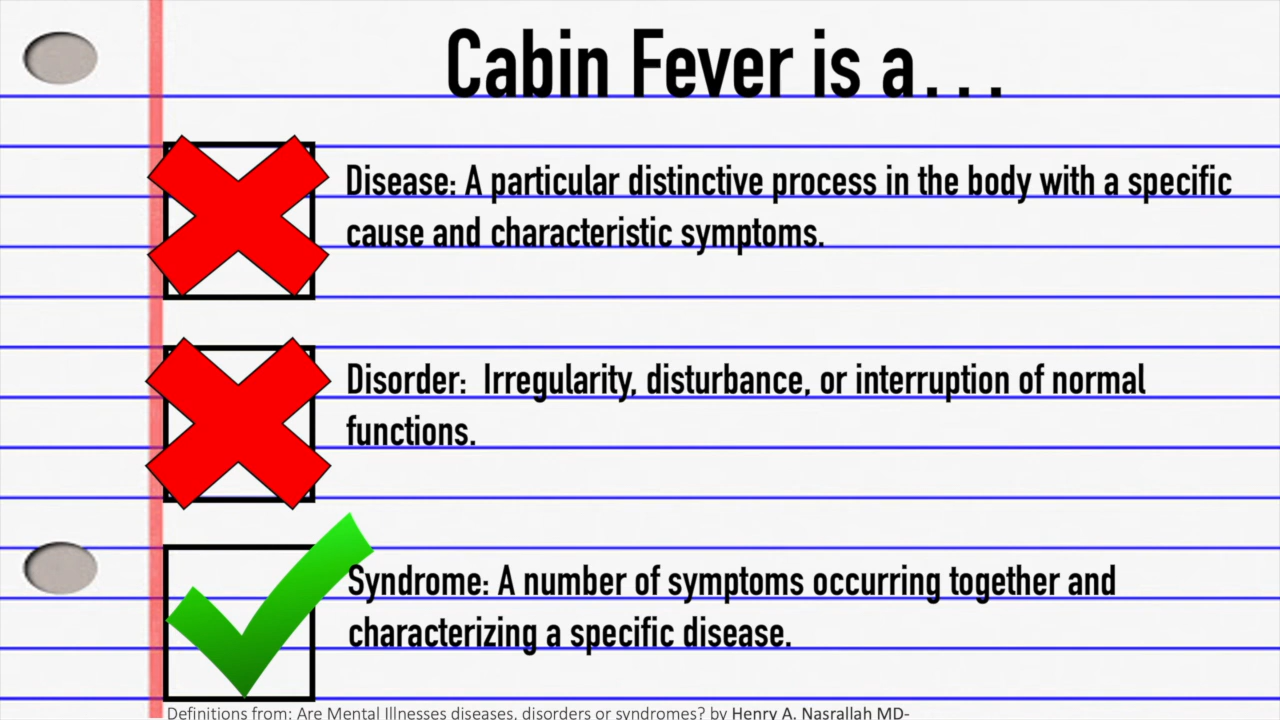 Cabin Fever is a...
Disease: A particular distinctive process in the body with a specific
cause and characteristic symptoms.
Disorder:  Irregularity, disturbance, or interruption of normal
functions.
Syndrome: A number of symptoms occurring together and
characterizing a specific disease.
Definitions from: Are Mental Illnesses diseases, disorders or syndromes? by Henry A. Nasrallah MD-